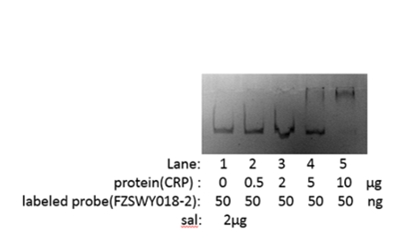 Lane: 1 2 3 4 5
protein(CRP) : 0 0.5 2 5 10 μg
labeled probe(FZSWY018-2): 50 50 50 50 50 ng
sal: 2μg